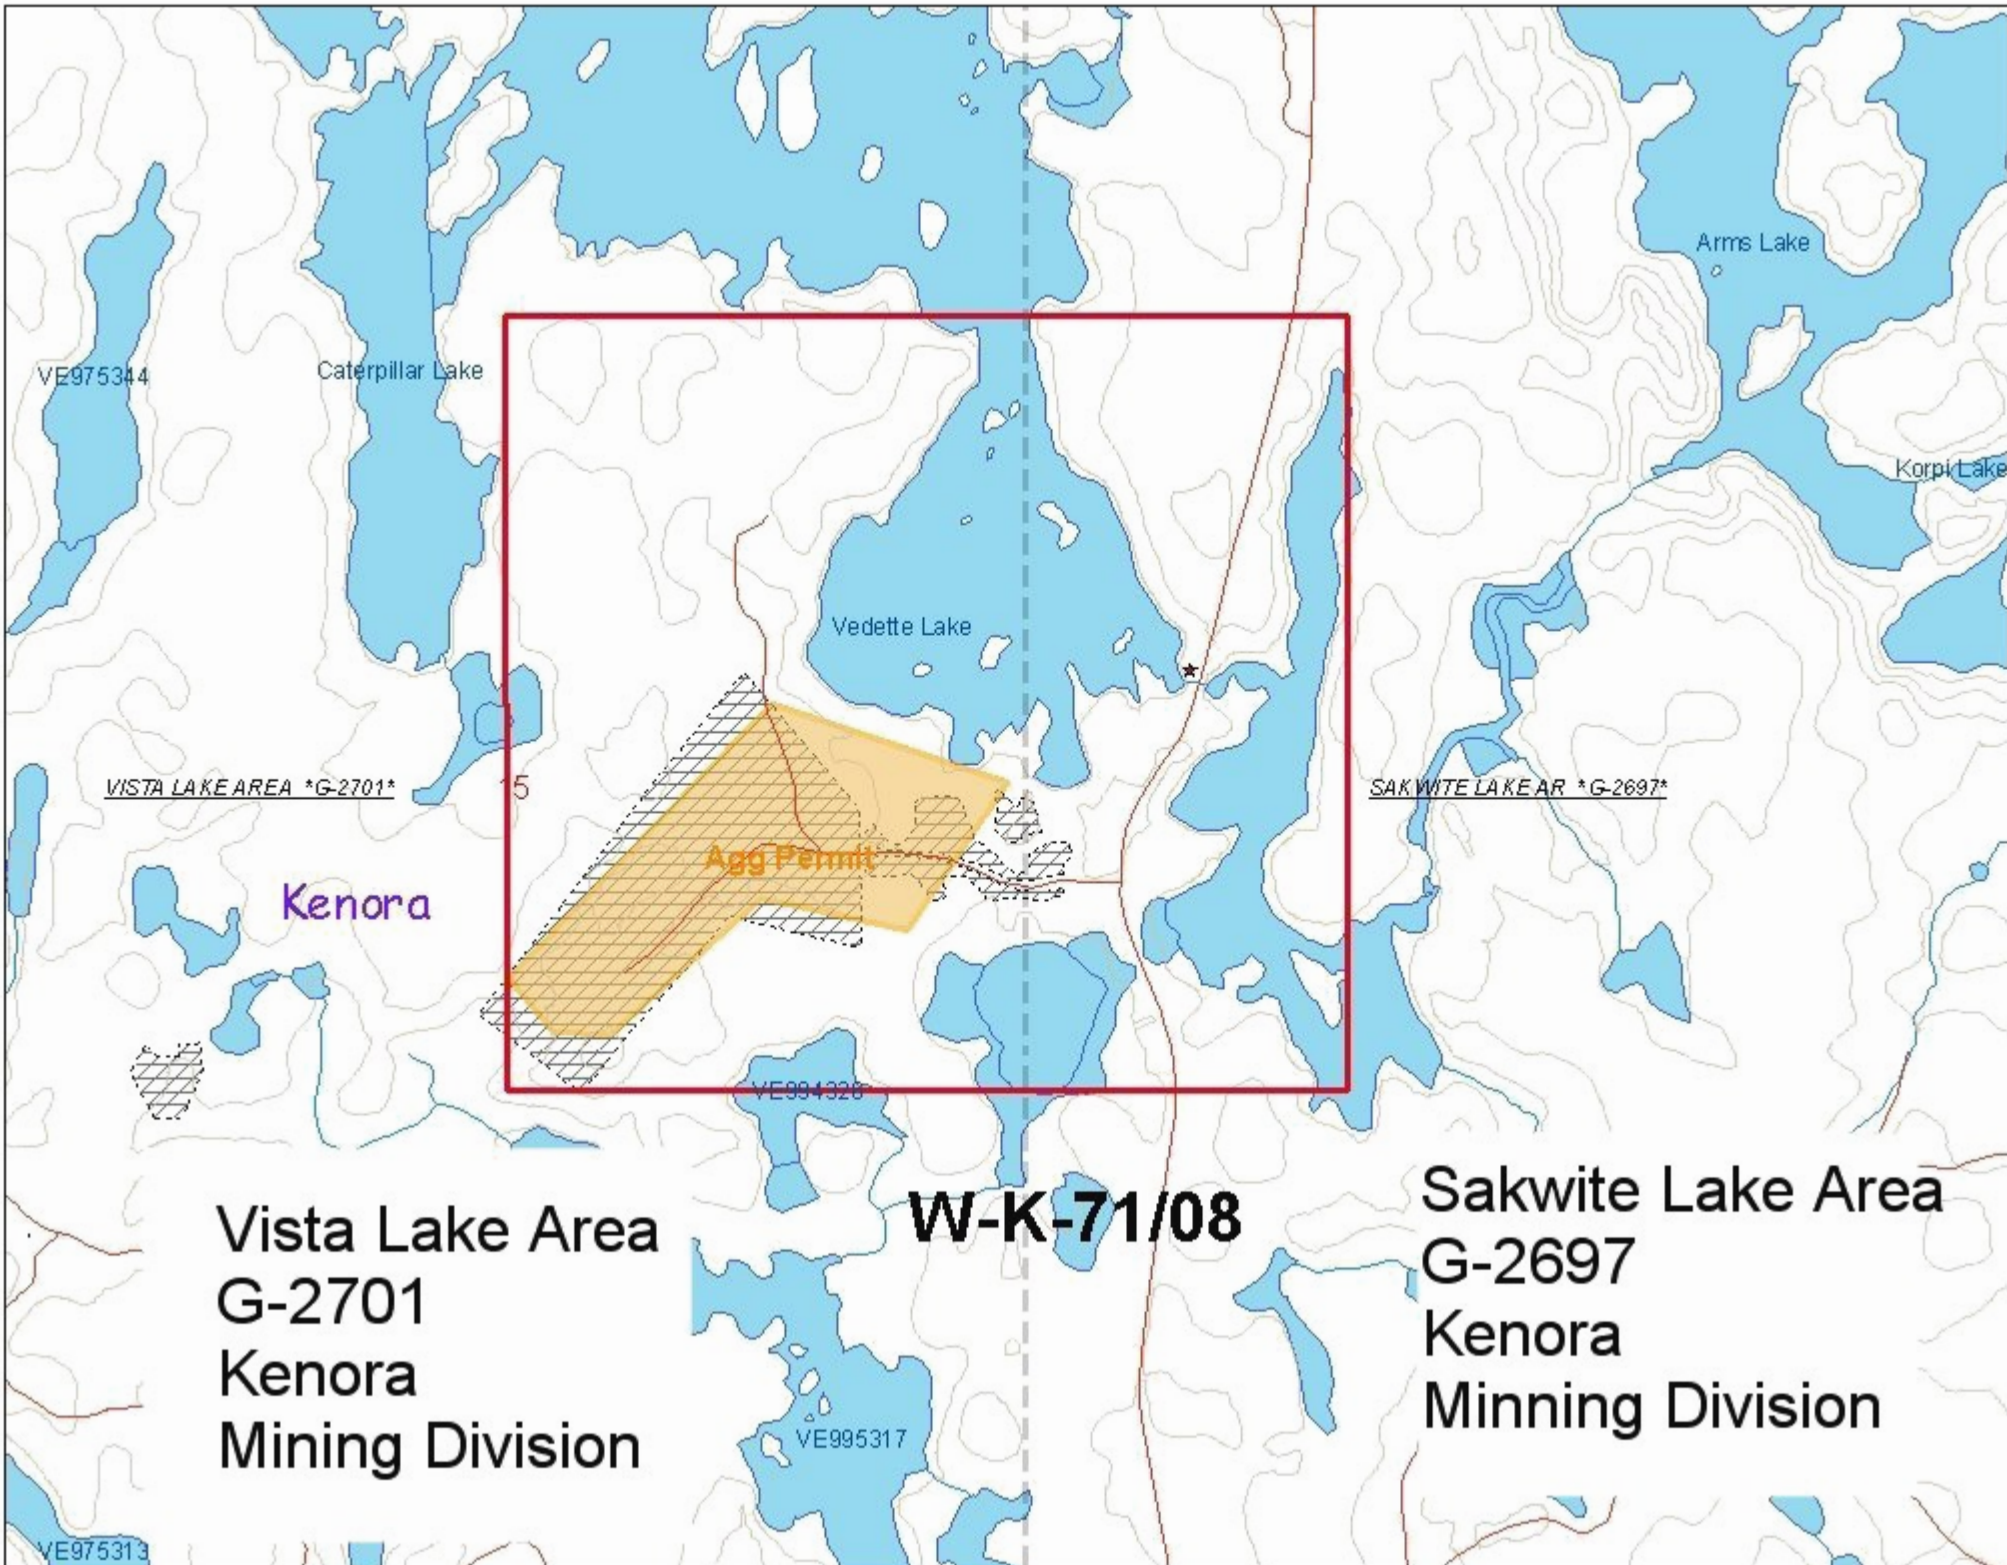 Arms Lake
VE975344
Caterpillar Lake
Korpi Lake
Vedette Lake
VISTA LAKE AREA *G-2701*
15
SAKWITE LAKE AR *G-2697*
Agg Permit
Kenora
VE994326
Vista Lake Area
G-2701
Kenora
Mining Division
W-K-71/08
Sakwite Lake Area
G-2697
Kenora
Minning Division
VE995317
VE975313